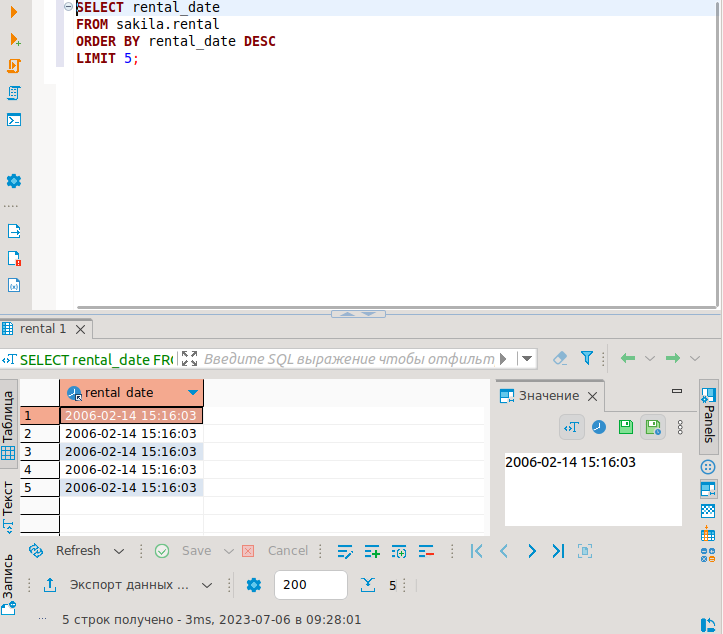 SELECT rental_date
FROM sakila.rental
ORDER BY rental_date DESC
LIMIT 5;
rental 1
SELECT rental_date FRO
Введите SQL выражение чтобы отфильт
Таблица
Текст
Запись
rental_date
1 2006-02-14 15:16:03
2 2006-02-14 15:16:03
3 2006-02-14 15:16:03
4 2006-02-14 15:16:03
5 2006-02-14 15:16:03
Значение
2006-02-14 15:16:03
Panels
Refresh Save Cancel
Экспорт данных ... 200 5
5 строк получено - 3ms, 2023-07-06 в 09:28:01